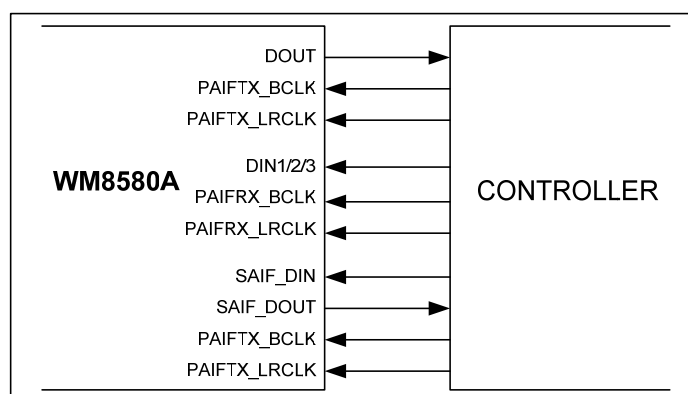 DOUT
PAIFTX_BCLK
PAIFTX_LRCLK
DIN1/2/3
WM8580A
PAIFRX_BCLK
CONTROLLER
PAIFRX_LRCLK
SAIF_DIN
SAIF_DOUT
PAIFTX_BCLK
PAIFTX_LRCLK